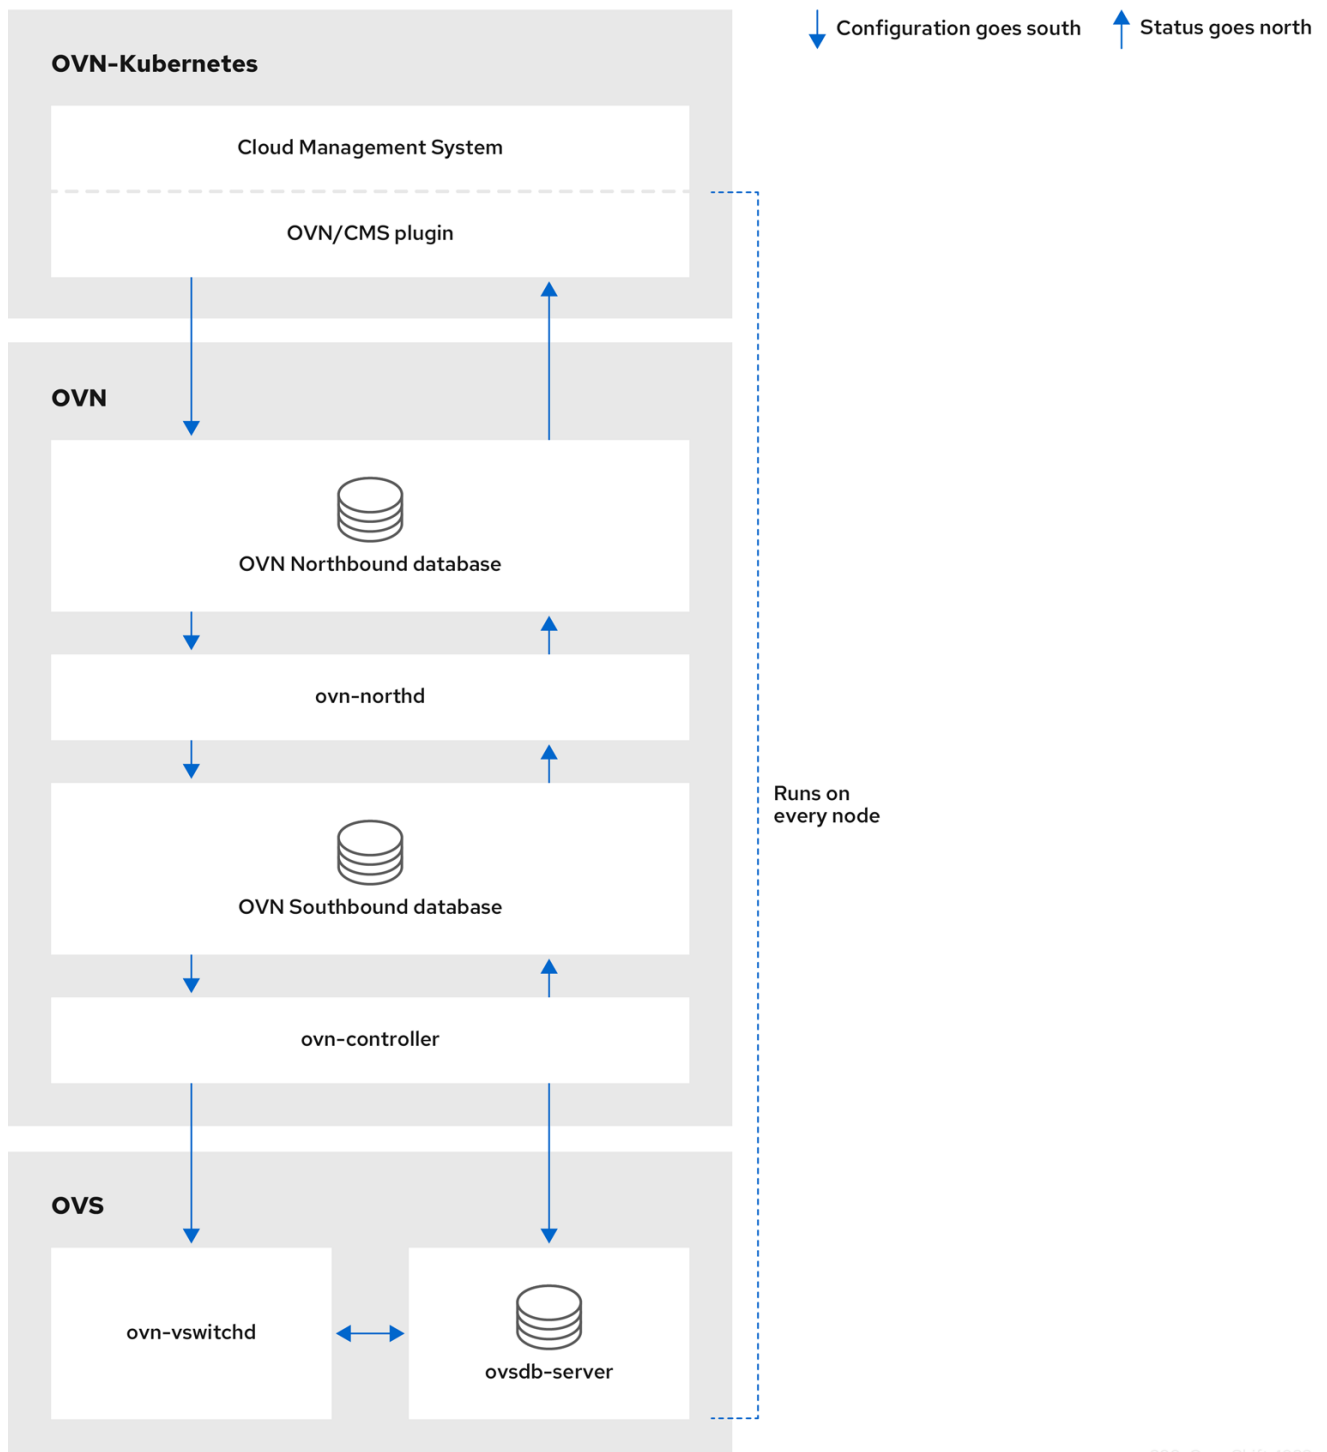 Configuration goes south
Status goes north
OVN-Kubernetes
Cloud Management System
OVN/CMS plugin
OVN
OVN Northbound database
ovn-northd
OVN Southbound database
Runs on
every node
ovn-controller
OVS
ovn-vswitchd
ovsdb-server